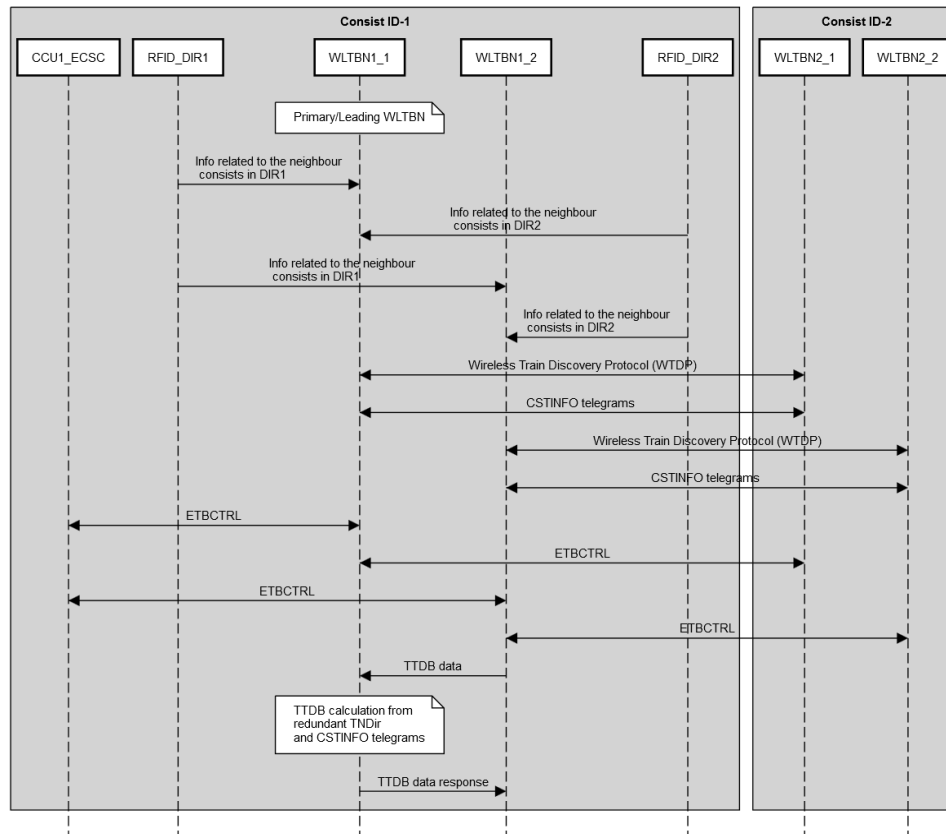 Consist ID-1
Consist ID-2
CCU1_ECSC
RFID_DIR1
WLTBN1_1
WLTBN1_2
RFID_DIR2
WLTBN2_1
WLTBN2_2
Primary/Leading WLTBN
Info related to the neighbour
consists in DIR1
Info related to the neighbour
consists in DIR2
Info related to the neighbour
consists in DIR1
Info related to the neighbour
consists in DIR2
Wireless Train Discovery Protocol (WTDP)
CSTINFO telegrams
Wireless Train Discovery Protocol (WTDP)
CSTINFO telegrams
ETBCTRL
ETBCTRL
ETBCTRL
ETBCTRL
TTDB data
TTDB calculation from
redundant TNDir
and CSTINFO telegrams
TTDB data response